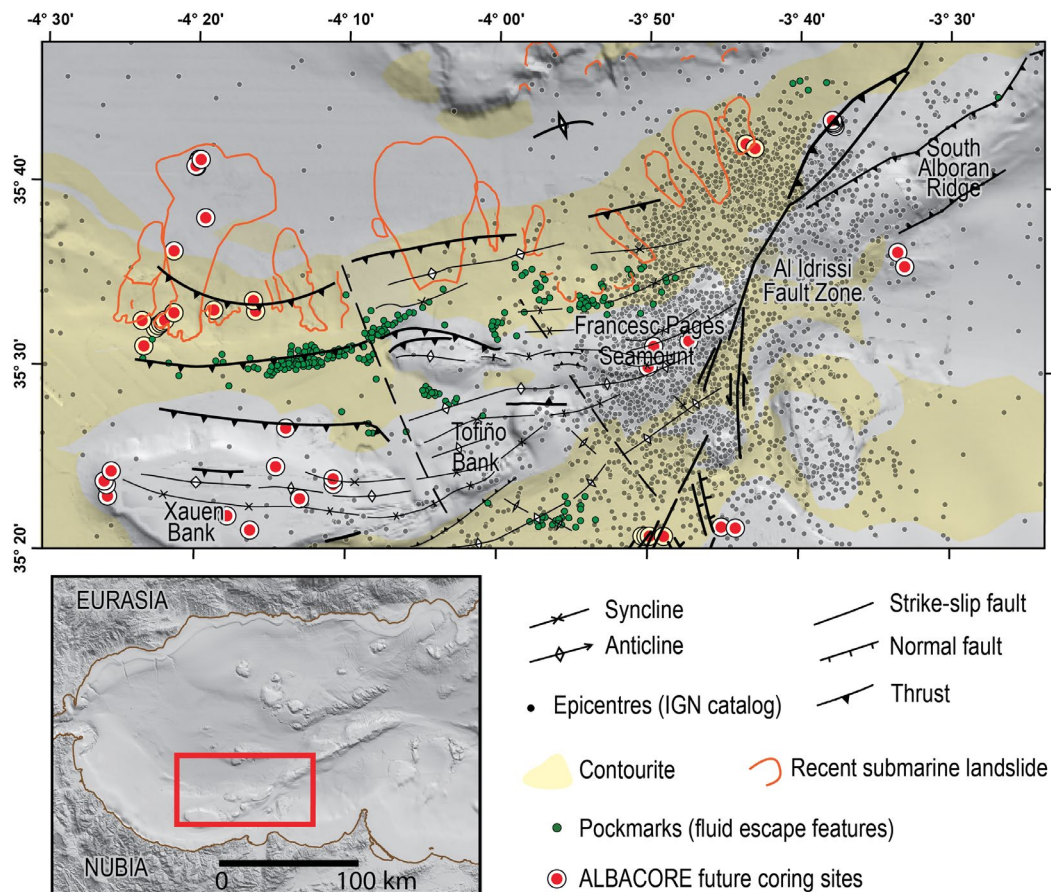 -4° 30'
-4° 20'
-4° 10'
-4° 00'
-3° 50'
-3° 40'
-3° 30'
35° 40'
35° 30'
35° 20'
South
Alboran
Ridge
Al Idrissi
Fault Zone
Francesc Pages
Seamount
Tofiño
Bank
Xauen
Bank
EURASIA
NUBIA
0 100 km
Syncline
Anticline
Epicentres (IGN catalog)
Strike-slip fault
Normal fault
Thrust
Contourite
Recent submarine landslide
Pockmarks (fluid escape features)
ALBACORE future coring sites